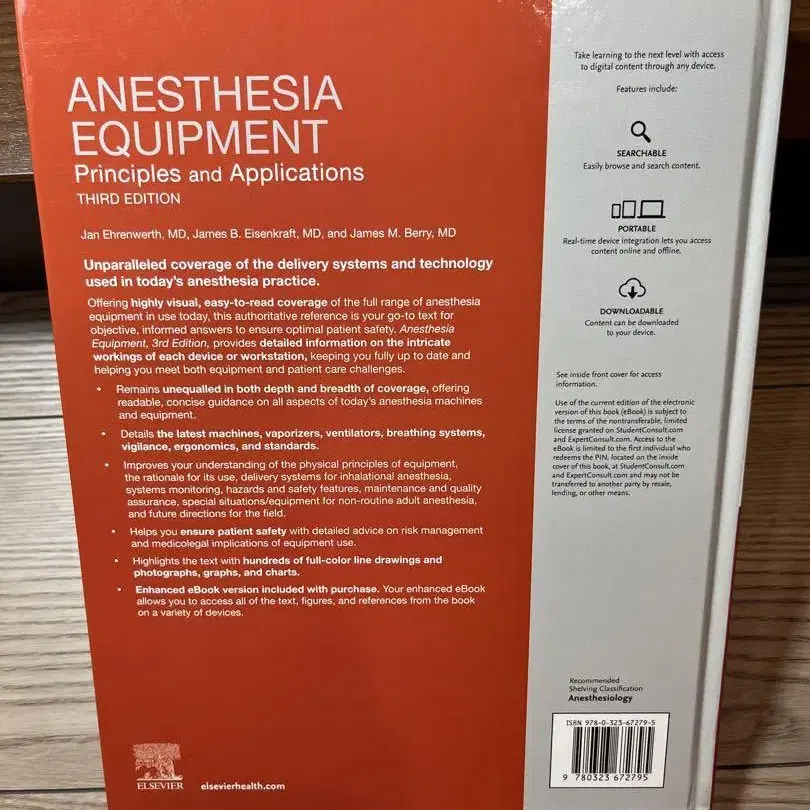 ANESTHESIA
EQUIPMENT
Principles and Applications
THIRD EDITION
Jan Ehrenwerth, MD, James B. Eisenkraft, MD, and James M. Berry, MD
Unparalleled coverage of the delivery systems and technology
used in today's anesthesia practice.
Offering highly visual, easy-to-read coverage of the full range of anesthesia
equipment in use today, this authoritative reference is your go-to text for
objective, informed answers to ensure optimal patient safety. Anesthesia
Equipment, 3rd Edition, provides detailed information on the intricate
workings of each device or workstation, keeping you fully up to date and
helping you meet both equipment and patient care challenges.
• Remains unequalled in both depth and breadth of coverage, offering
readable, concise guidance on all aspects of today's anesthesia machines
and equipment.
• Details the latest machines, vaporizers, ventilators, breathing systems,
vigilance, ergonomics, and standards.
• Improves your understanding of the physical principles of equipment,
the rationale for its use, delivery systems for inhalational anesthesia,
systems monitoring, hazards and safety features, maintenance and quality
assurance, special situations/equipment for non-routine adult anesthesia,
and future directions for the field.
• Helps you ensure patient safety with detailed advice on risk management
and medicolegal implications of equipment use.
• Highlights the text with hundreds of full-color line drawings and
photographs, graphs, and charts.
• Enhanced eBook version included with purchase. Your enhanced eBook
allows you to access all of the text, figures, and references from the book
on a variety of devices.
ELSEVIER
elsevierhealth.com
Take learning to the next level with access
to digital content through any device.
Features include:
SEARCHABLE
Easily browse and search content.
PORTABLE
Real-time device integration lets you access
content online and offline.
DOWNLOADABLE
Content can be downloaded
to your device.
See inside front cover for access
information.
Use of the current edition of the electronic
version of this book (eBook) is subject to
the terms of the nontransferable, limited
license granted on StudentConsult.com
and ExpertConsult.com. Access to the
eBook is limited to the first individual who
redeems the PIN, located on the inside
cover of this book, at StudentConsult.com
and ExpertConsult.com and may not be
transferred to another party by resale,
lending, or other means.
Recommended
Shelving Classification
Anesthesiology
ISBN 978-0-323-67279-5
9 780323 672795